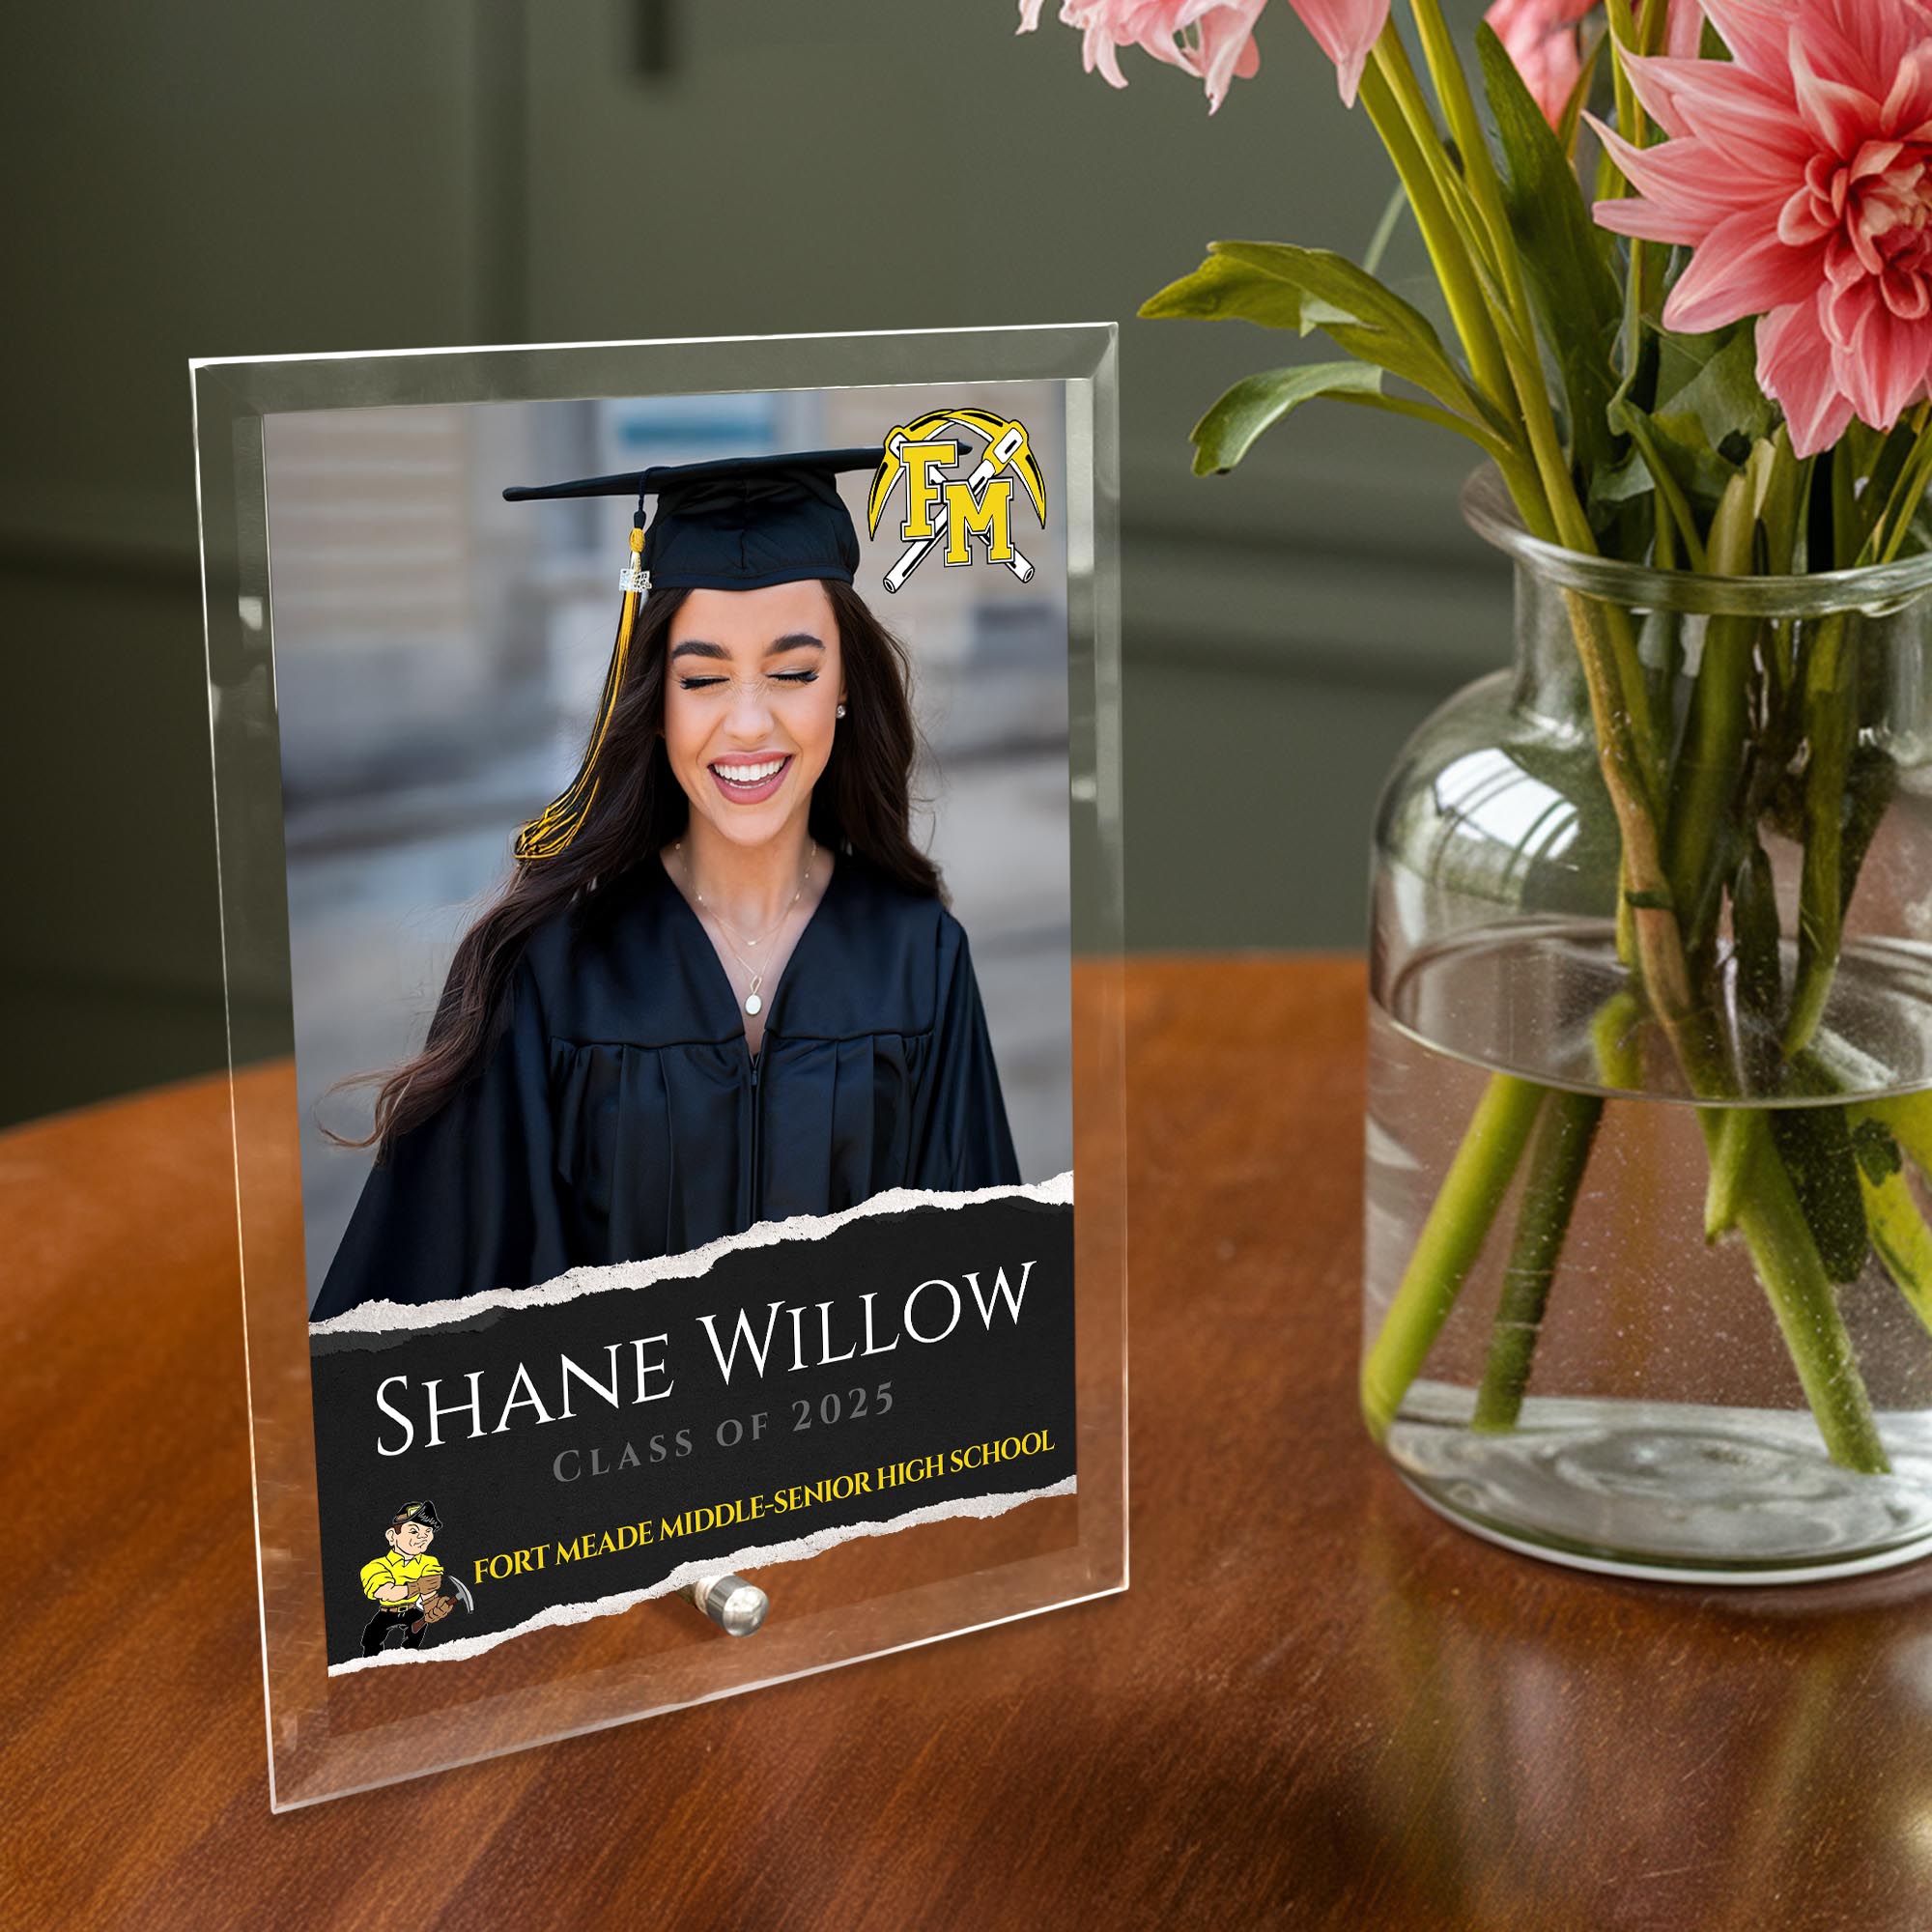 FM
SHANE WILLOW
CLASS OF 2025
FORT MEADE MIDDLE-SENIOR HIGH SCHOOL